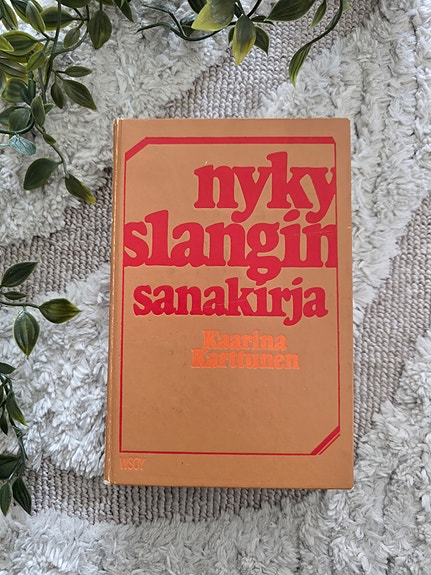 nyky
slangin
sanakirja
Kaarina
Karttunen
WSOY